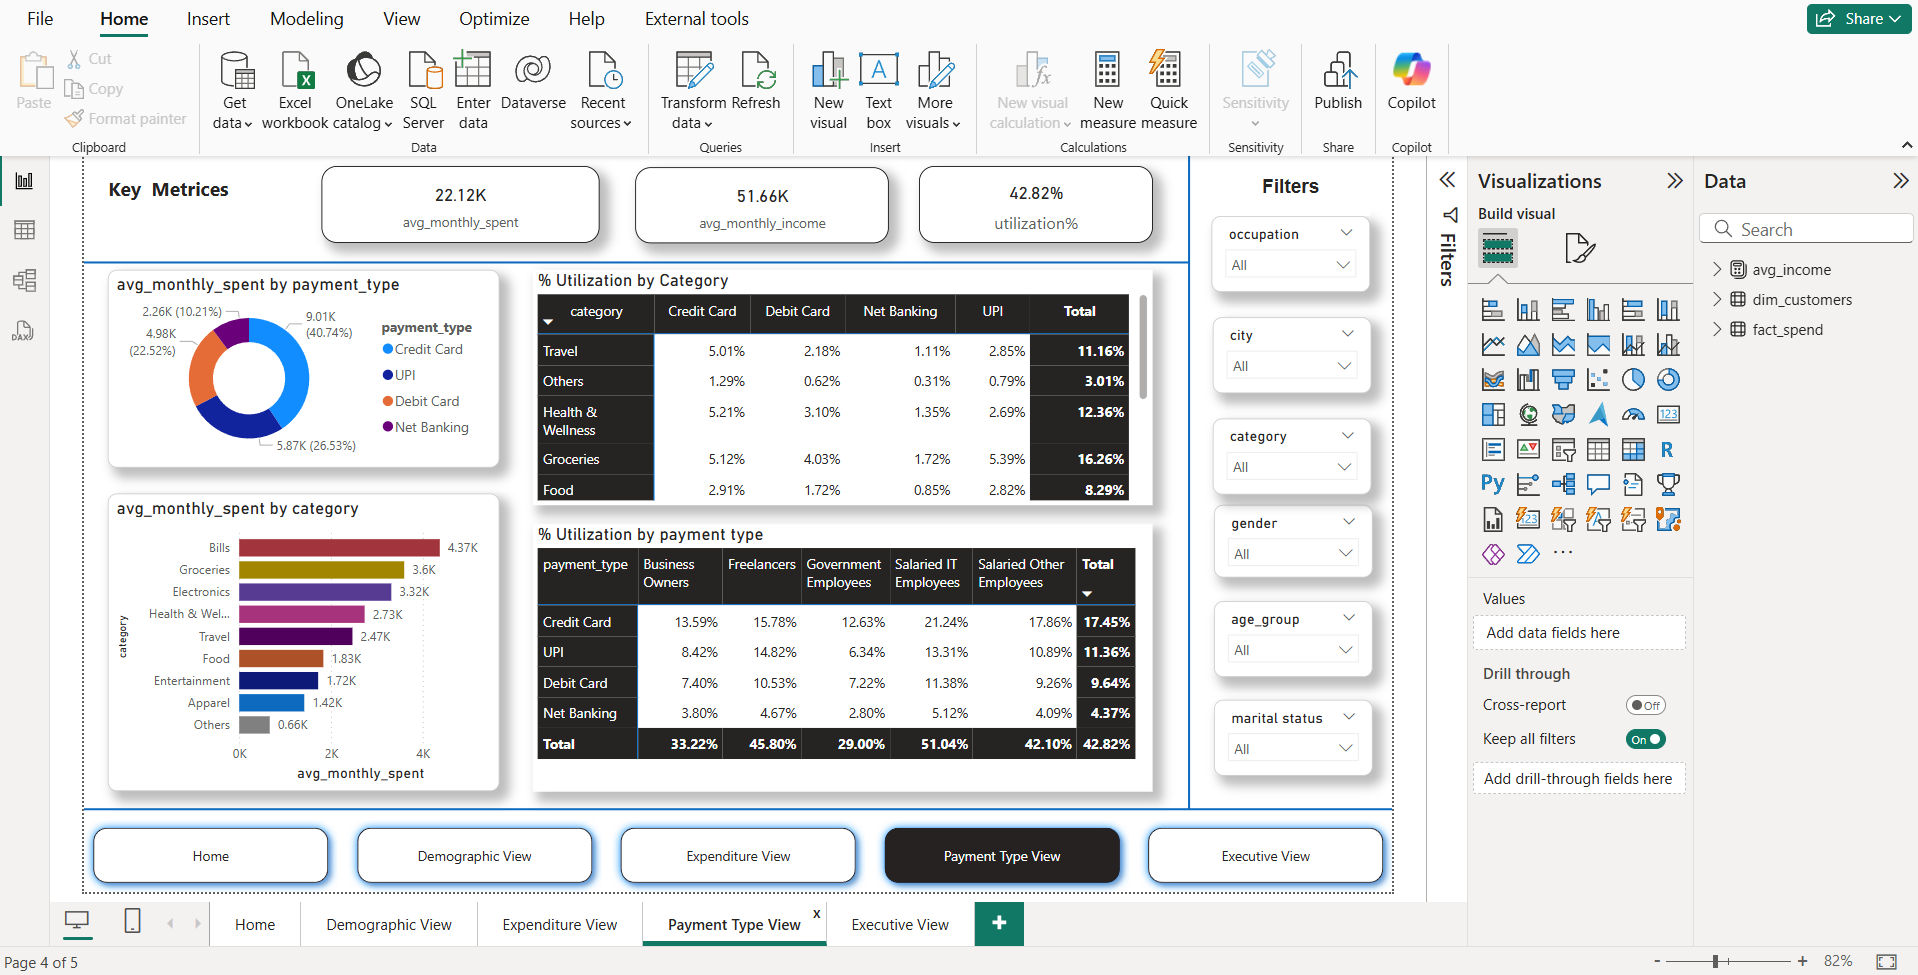 File Home Insert Modeling View Optimize Help External tools
Share
Paste
Cut
Copy
Format painter
Clipboard
Get data
Excel workbook
OneLake catalog
SQL Server
Enter data
Dataverse
Recent sources
Data
Transform data
Refresh
Queries
New visual
Text box
More visuals
Insert
New visual calculation
New measure
Quick measure
Calculations
Sensitivity
Sensitivity
Publish
Share
Copilot
Copilot
Key Metrices
22.12K
avg_monthly_spent
51.66K
avg_monthly_income
42.82%
utilization%
avg_monthly_spent by payment_type
2.26K (10.21%)
4.98K
(22.52%)
9.01K
(40.74%)
5.87K (26.53%)
payment_type
Credit Card
UPI
Debit Card
Net Banking
% Utilization by Category
category Credit Card Debit Card Net Banking UPI Total
Travel 5.01% 2.18% 1.11% 2.85% 11.16%
Others 1.29% 0.62% 0.31% 0.79% 3.01%
Health &
Wellness 5.21% 3.10% 1.35% 2.69% 12.36%
Groceries 5.12% 4.03% 1.72% 5.39% 16.26%
Food 2.91% 1.72% 0.85% 2.82% 8.29%
avg_monthly_spent by category
category
Bills 4.37K
Groceries 3.6K
Electronics 3.32K
Health & Wel... 2.73K
Travel 2.47K
Food 1.83K
Entertainment 1.72K
Apparel 1.42K
Others 0.66K
0K 2K 4K
avg_monthly_spent
% Utilization by payment type
payment_type Business Owners Freelancers Government Employees Salaried IT Employees Salaried Other Employees Total
Credit Card 13.59% 15.78% 12.63% 21.24% 17.86% 17.45%
UPI 8.42% 14.82% 6.34% 13.31% 10.89% 11.36%
Debit Card 7.40% 10.53% 7.22% 11.38% 9.26% 9.64%
Net Banking 3.80% 4.67% 2.80% 5.12% 4.09% 4.37%
Total 33.22% 45.80% 29.00% 51.04% 42.10% 42.82%
Filters
occupation
All
city
All
category
All
gender
All
age_group
All
marital status
All
Home
Demographic View
Expenditure View
Payment Type View
Executive View
Filters
Visualizations
Build visual
123
R
Py
123
...
Values
Add data fields here
Drill through
Cross-report Off
Keep all filters On
Add drill-through fields here
Data
Search
avg_income
dim_customers
fact_spend
DAX
Home Demographic View Expenditure View Payment Type View x Executive View +
Page 4 of 5
- + 82%